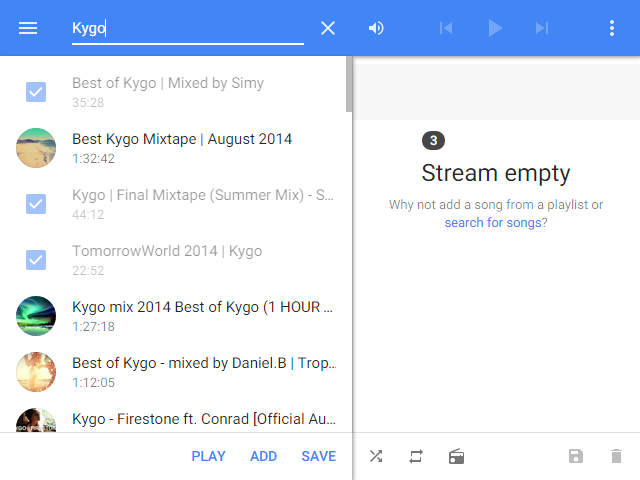 Kygo
Best of Kygo | Mixed by Simy
35:28
Best Kygo Mixtape | August 2014
1:32:42
Kygo | Final Mixtape (Summer Mix) - S...
44:12
TomorrowWorld 2014 | Kygo
22:52
Kygo mix 2014 Best of Kygo (1 HOUR ...
1:27:18
Best of Kygo - mixed by Daniel.B | Trop...
1:12:05
Kygo - Firestone ft. Conrad [Official Au...
PLAY ADD SAVE
3
Stream empty
Why not add a song from a playlist or
search for songs?